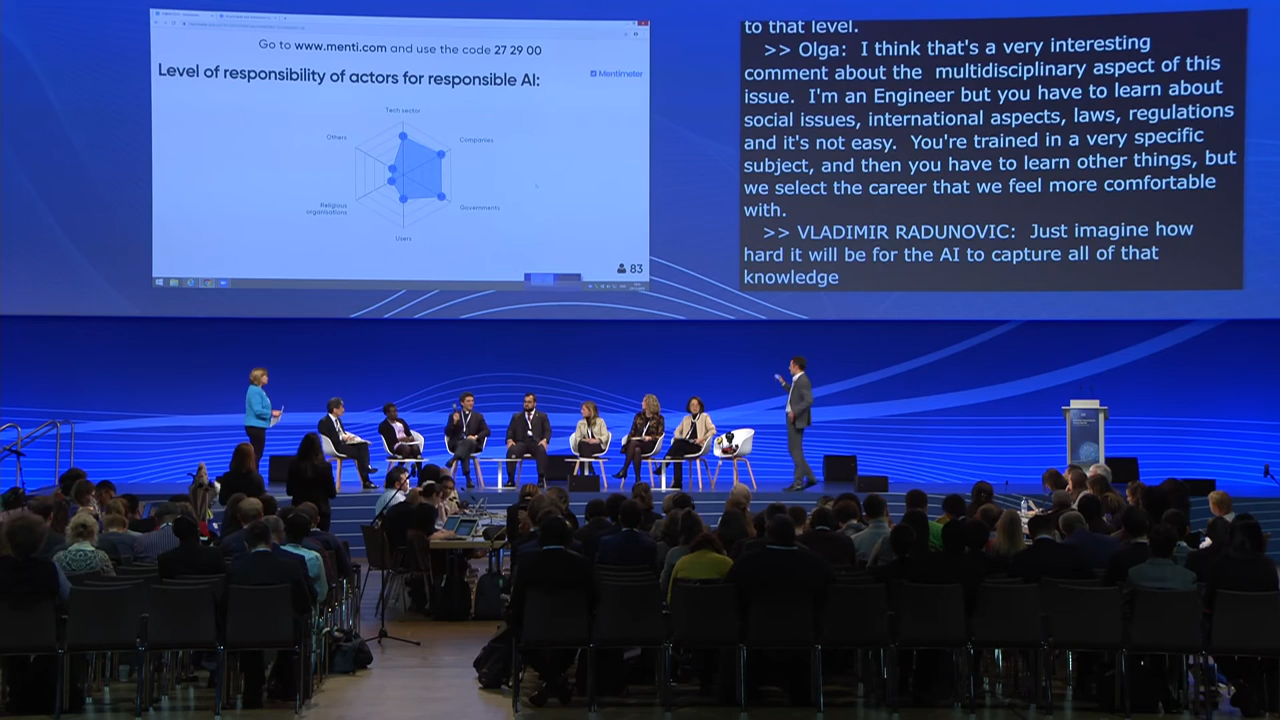 Go to www.menti.com and use the code 27 29 00
Level of responsibility of actors for responsible AI:
Mentimeter
Tech sector
Others
Companies
Religious
organisations
Governments
Users
83
to that level.
>> Olga: I think that's a very interesting
comment about the multidisciplinary aspect of this
issue. I'm an Engineer but you have to learn about
social issues, international aspects, laws, regulations
and it's not easy. You're trained in a very specific
subject, and then you have to learn other things, but
we select the career that we feel more comfortable
with.
>> VLADIMIR RADUNOVIC: Just imagine how
hard it will be for the AI to capture all of that
knowledge